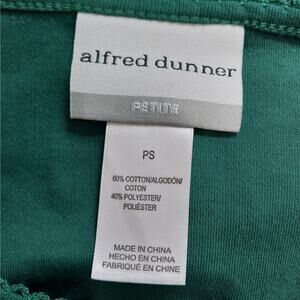 alfred dunner
PETITE
PS
60% COTTON/ALGODÓN/
COTON
40% POLYESTER/
POLIÉSTER
MADE IN CHINA
HECHO EN CHINA
FABRIQUÉ EN CHINE